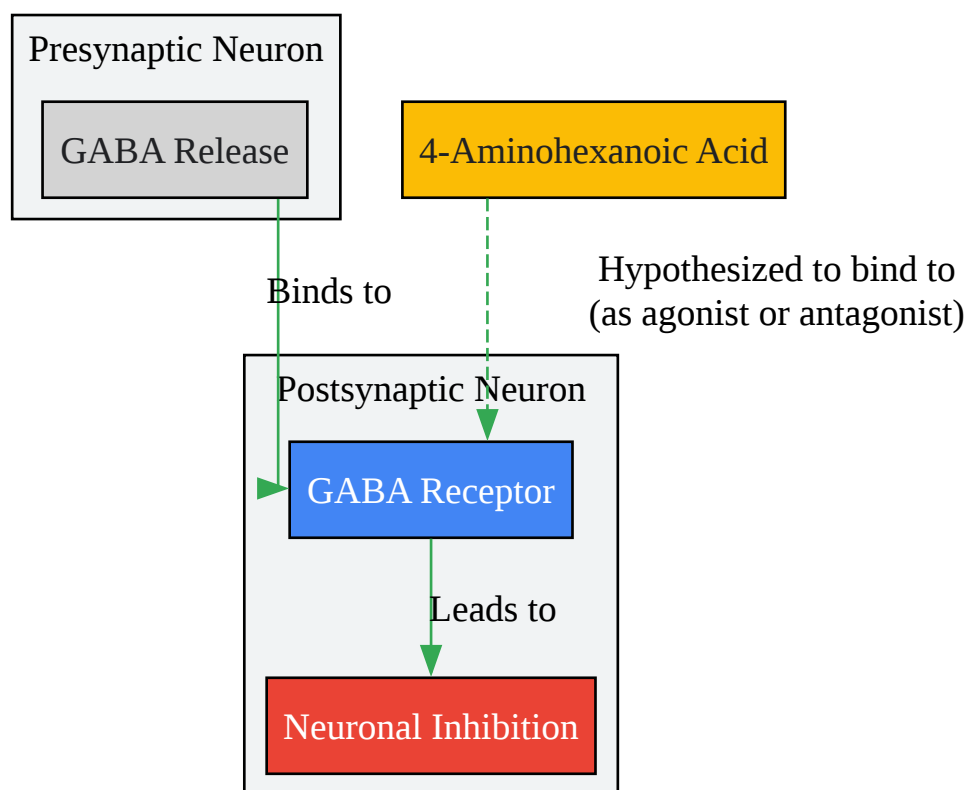 Presynaptic Neuron
GABA Release
4-Aminohexanoic Acid
Binds to
Hypothesized to bind to
(as agonist or antagonist)
Postsynaptic Neuron
GABA Receptor
Leads to
Neuronal Inhibition